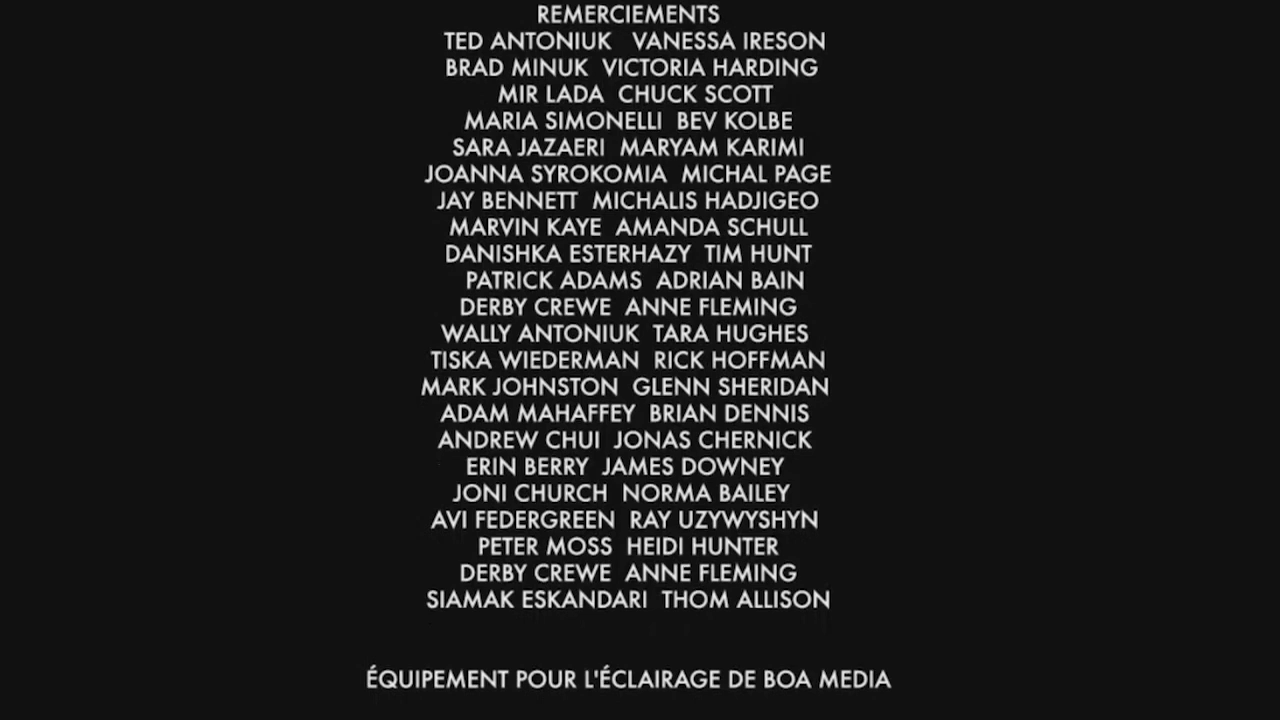 REMERCIEMENTS
TED ANTONIUK VANESSA IRESON
BRAD MINUK VICTORIA HARDING
MIR LADA CHUCK SCOTT
MARIA SIMONELLI BEV KOLBE
SARA JAZAERI MARYAM KARIMI
JOANNA SYROKOMIA MICHAL PAGE
JAY BENNETT MICHALIS HADJIGEO
MARVIN KAYE AMANDA SCHULL
DANISHKA ESTERHAZY TIM HUNT
PATRICK ADAMS ADRIAN BAIN
DERBY CREWE ANNE FLEMING
WALLY ANTONIUK TARA HUGHES
TISKA WIEDERMAN RICK HOFFMAN
MARK JOHNSTON GLENN SHERIDAN
ADAM MAHAFFEY BRIAN DENNIS
ANDREW CHUI JONAS CHERNICK
ERIN BERRY JAMES DOWNEY
JONI CHURCH NORMA BAILEY
AVI FEDERGREEN RAY UZYWYSHYN
PETER MOSS HEIDI HUNTER
DERBY CREWE ANNE FLEMING
SIAMAK ESKANDARI THOM ALLISON
ÉQUIPEMENT POUR L'ÉCLAIRAGE DE BOA MEDIA